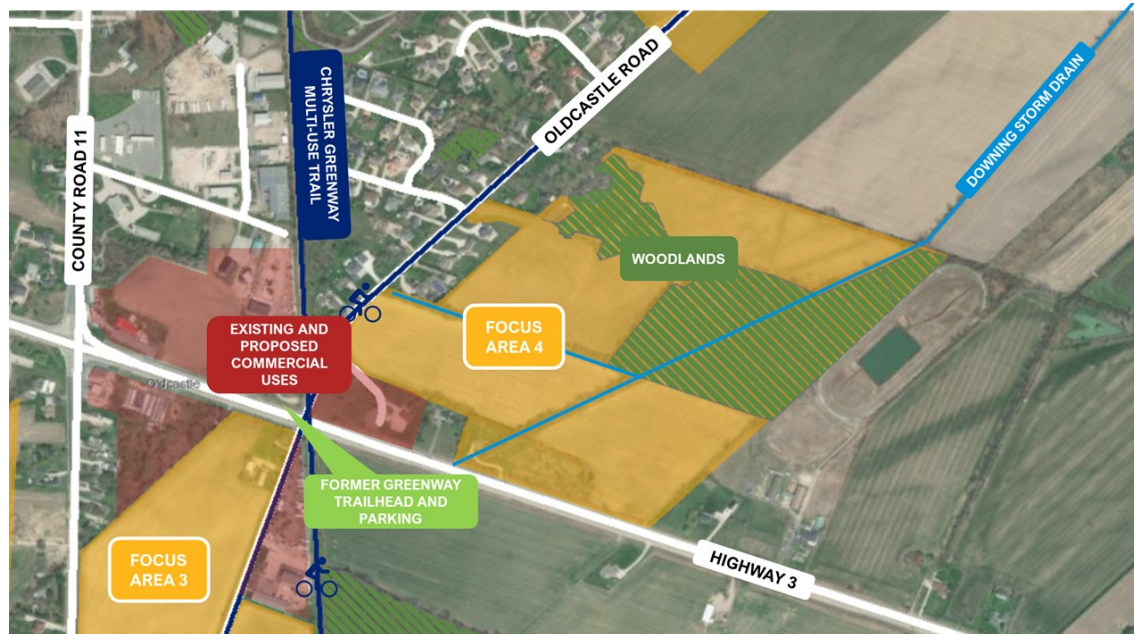 CHRYSLER GREENWAY
MULTI-USE TRAIL
OLDCASTLE ROAD
DOWNING STORM DRAIN
COUNTY ROAD 11
WOODLANDS
EXISTING AND
PROPOSED
COMMERCIAL
USES
FOCUS
AREA 4
Oldcastle
FORMER GREENWAY
TRAILHEAD AND
PARKING
FOCUS
AREA 3
HIGHWAY 3